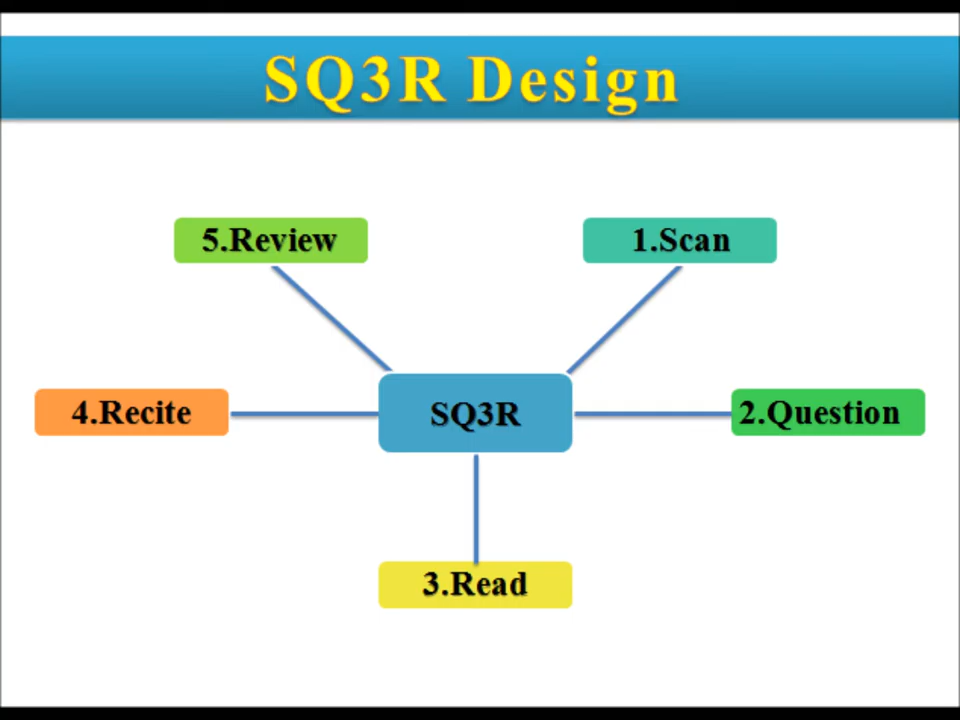 SQ3R Design
5.Review
1.Scan
4.Recite
SQ3R
2.Question
3.Read